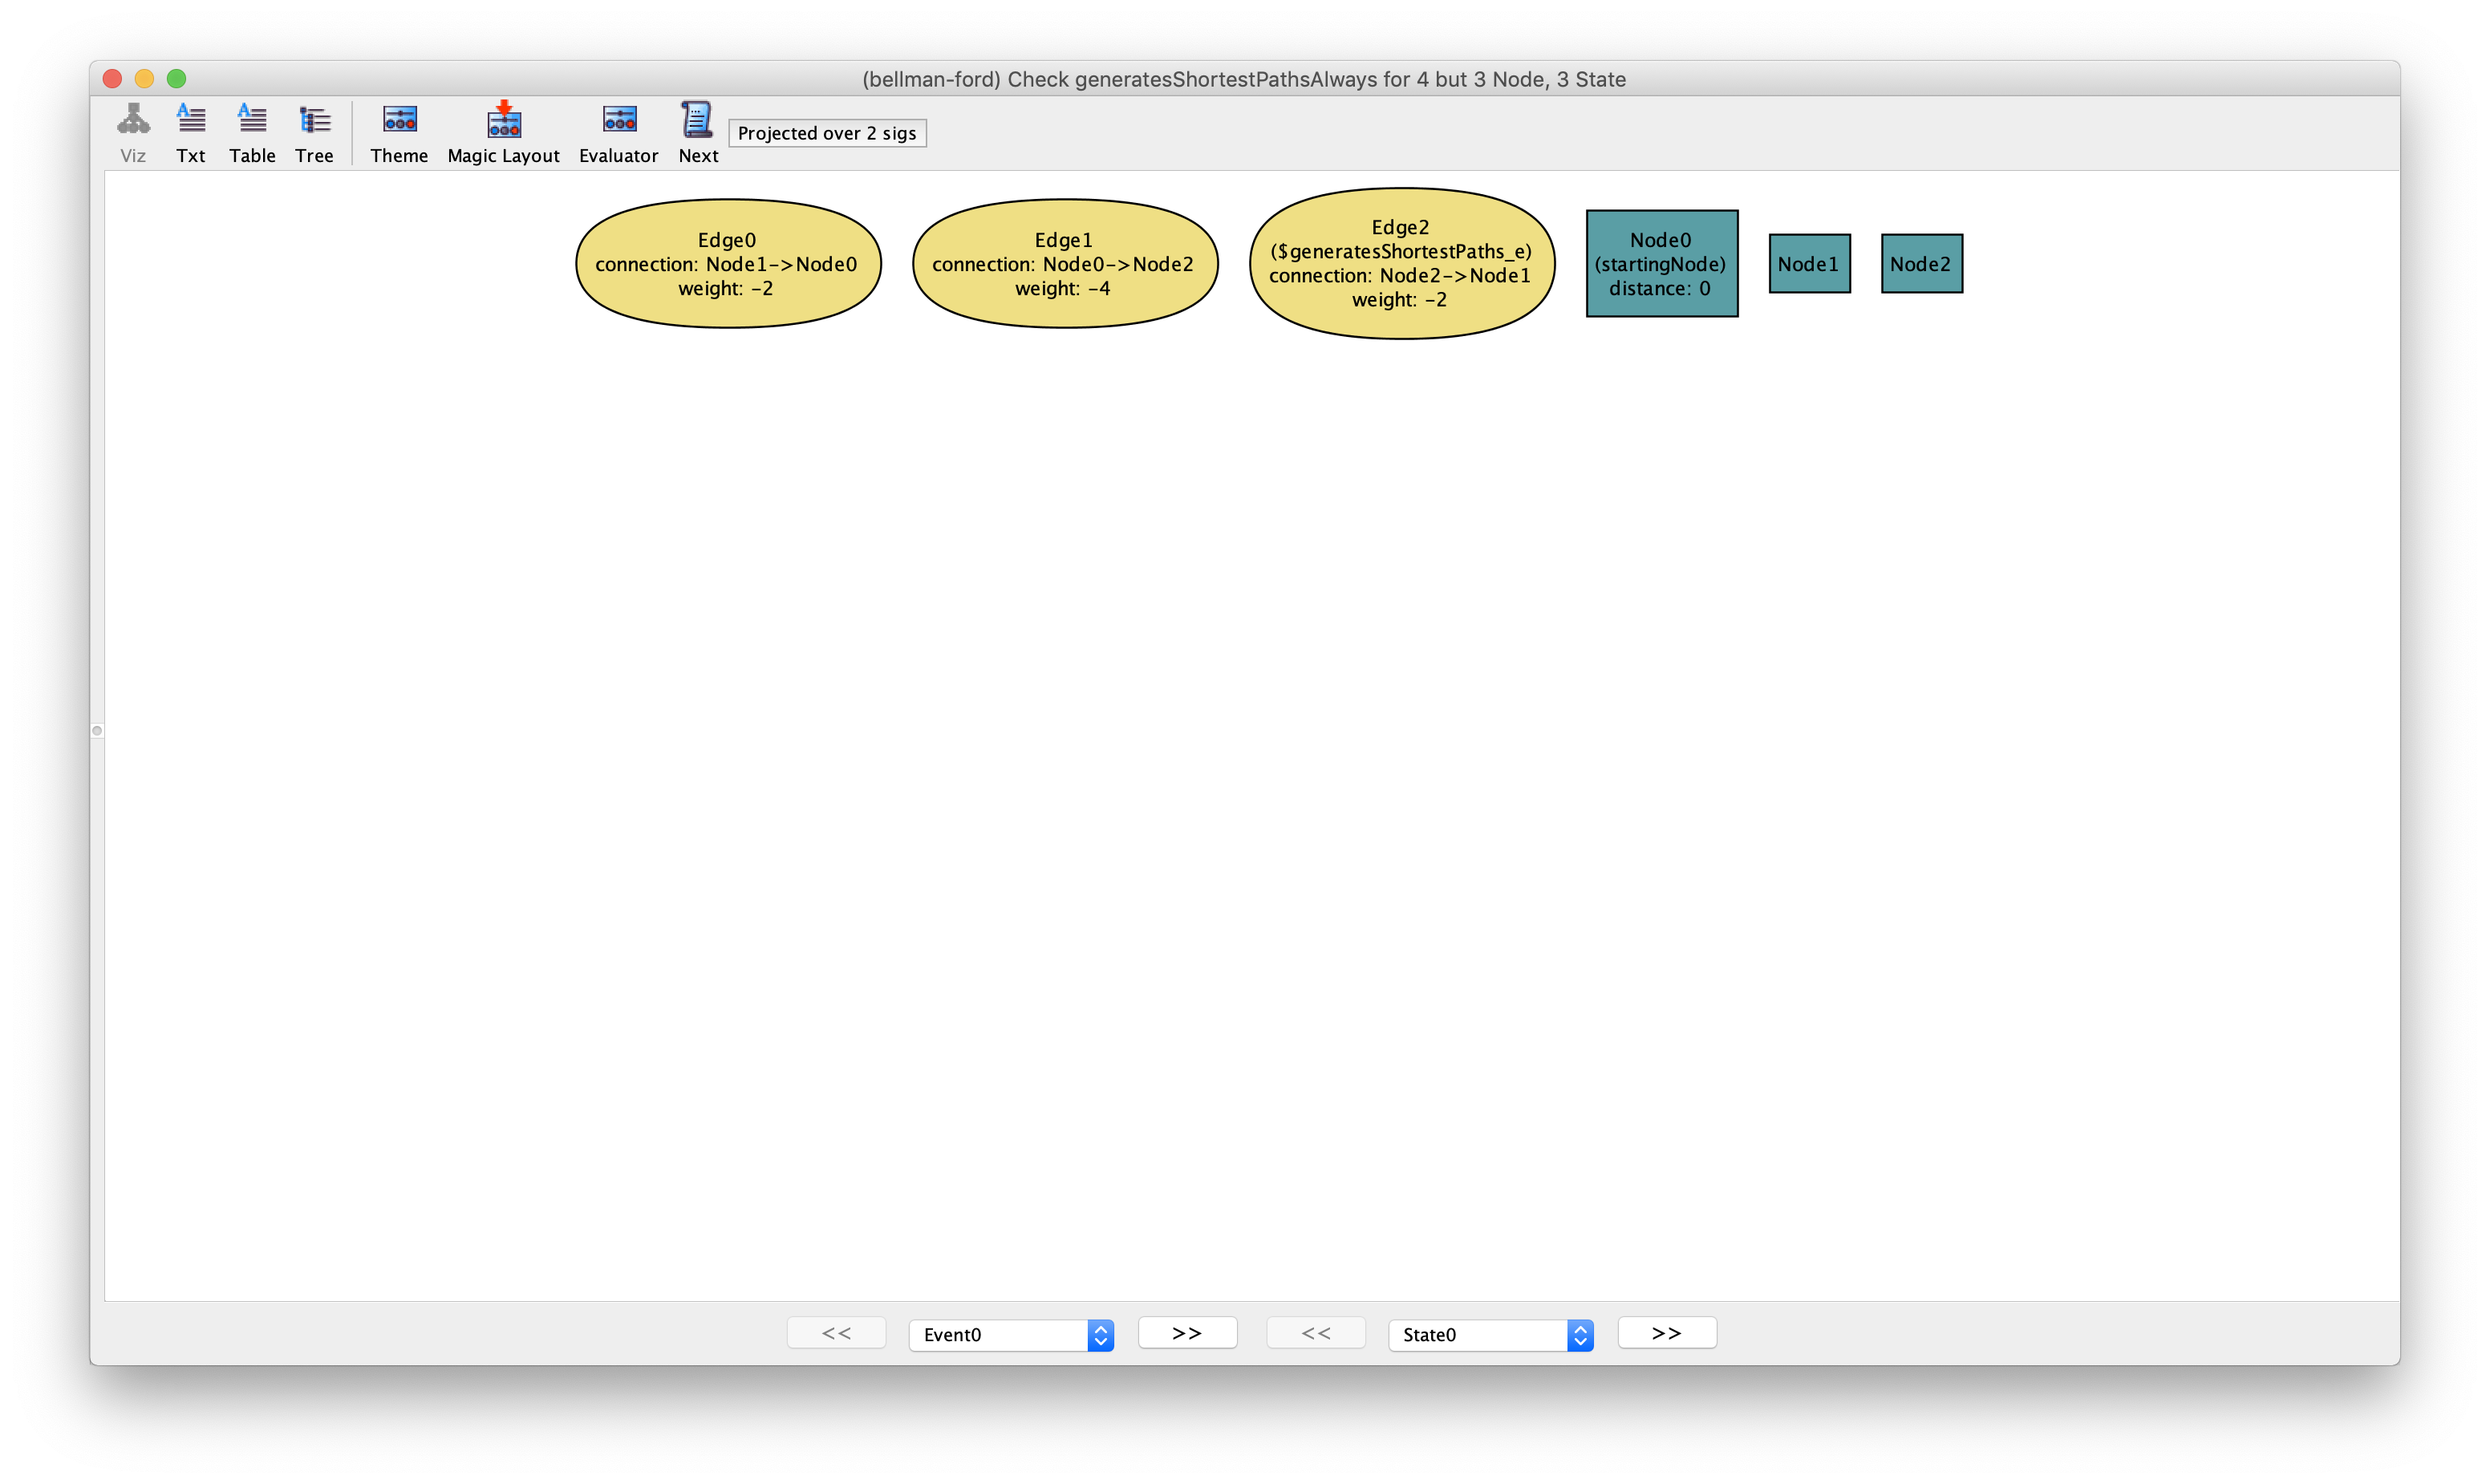 (bellman-ford) Check generatesShortestPathsAlways for 4 but 3 Node, 3 State
Viz Txt Table Tree Theme Magic Layout Evaluator Next Projected over 2 sigs
Edge0
connection: Node1->Node0
weight: -2
Edge1
connection: Node0->Node2
weight: -4
Edge2
($generatesShortestPaths_e)
connection: Node2->Node1
weight: -2
Node0
(startingNode)
distance: 0
Node1
Node2
<< Event0 >> << State0 >>